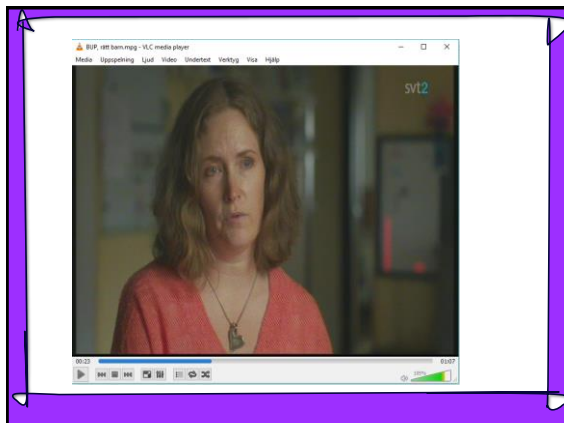 BUP, rätt barn.mpg - VLC media player
Media Uppspelning Ljud Video Undertext Verktyg Visa Hjälp
svt2
00:23 01:07
100%